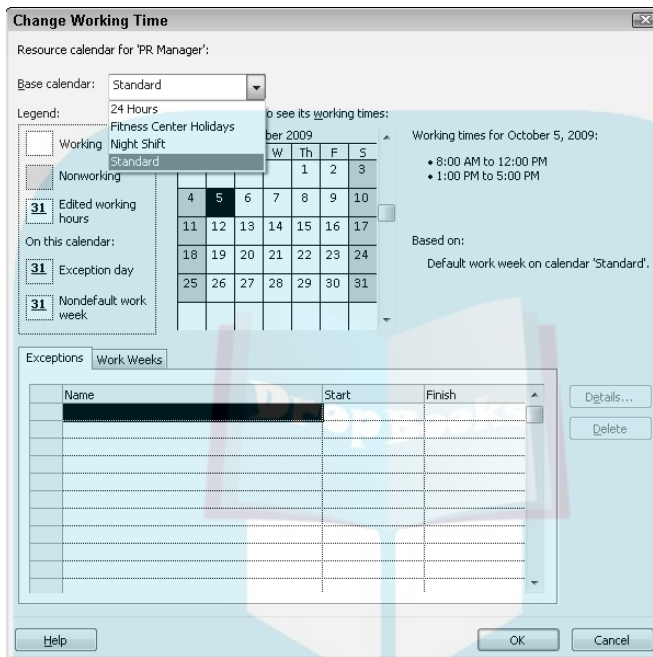 Change Working Time
Resource calendar for 'PR Manager':
Base calendar: Standard
24 Hours
Fitness Center Holidays
Night Shift
Standard
Legend:
Working
Nonworking
31 Edited working hours
On this calendar:
31 Exception day
31 Nondefault work week
o see its working times:
ber 2009
W Th F S
1 2 3
4 5 6 7 8 9 10
11 12 13 14 15 16 17
18 19 20 21 22 23 24
25 26 27 28 29 30 31
Working times for October 5, 2009:
• 8:00 AM to 12:00 PM
• 1:00 PM to 5:00 PM
Based on:
Default work week on calendar 'Standard'.
Exceptions Work Weeks
Name Start Finish
Details...
Delete
DropBooks
Help OK Cancel